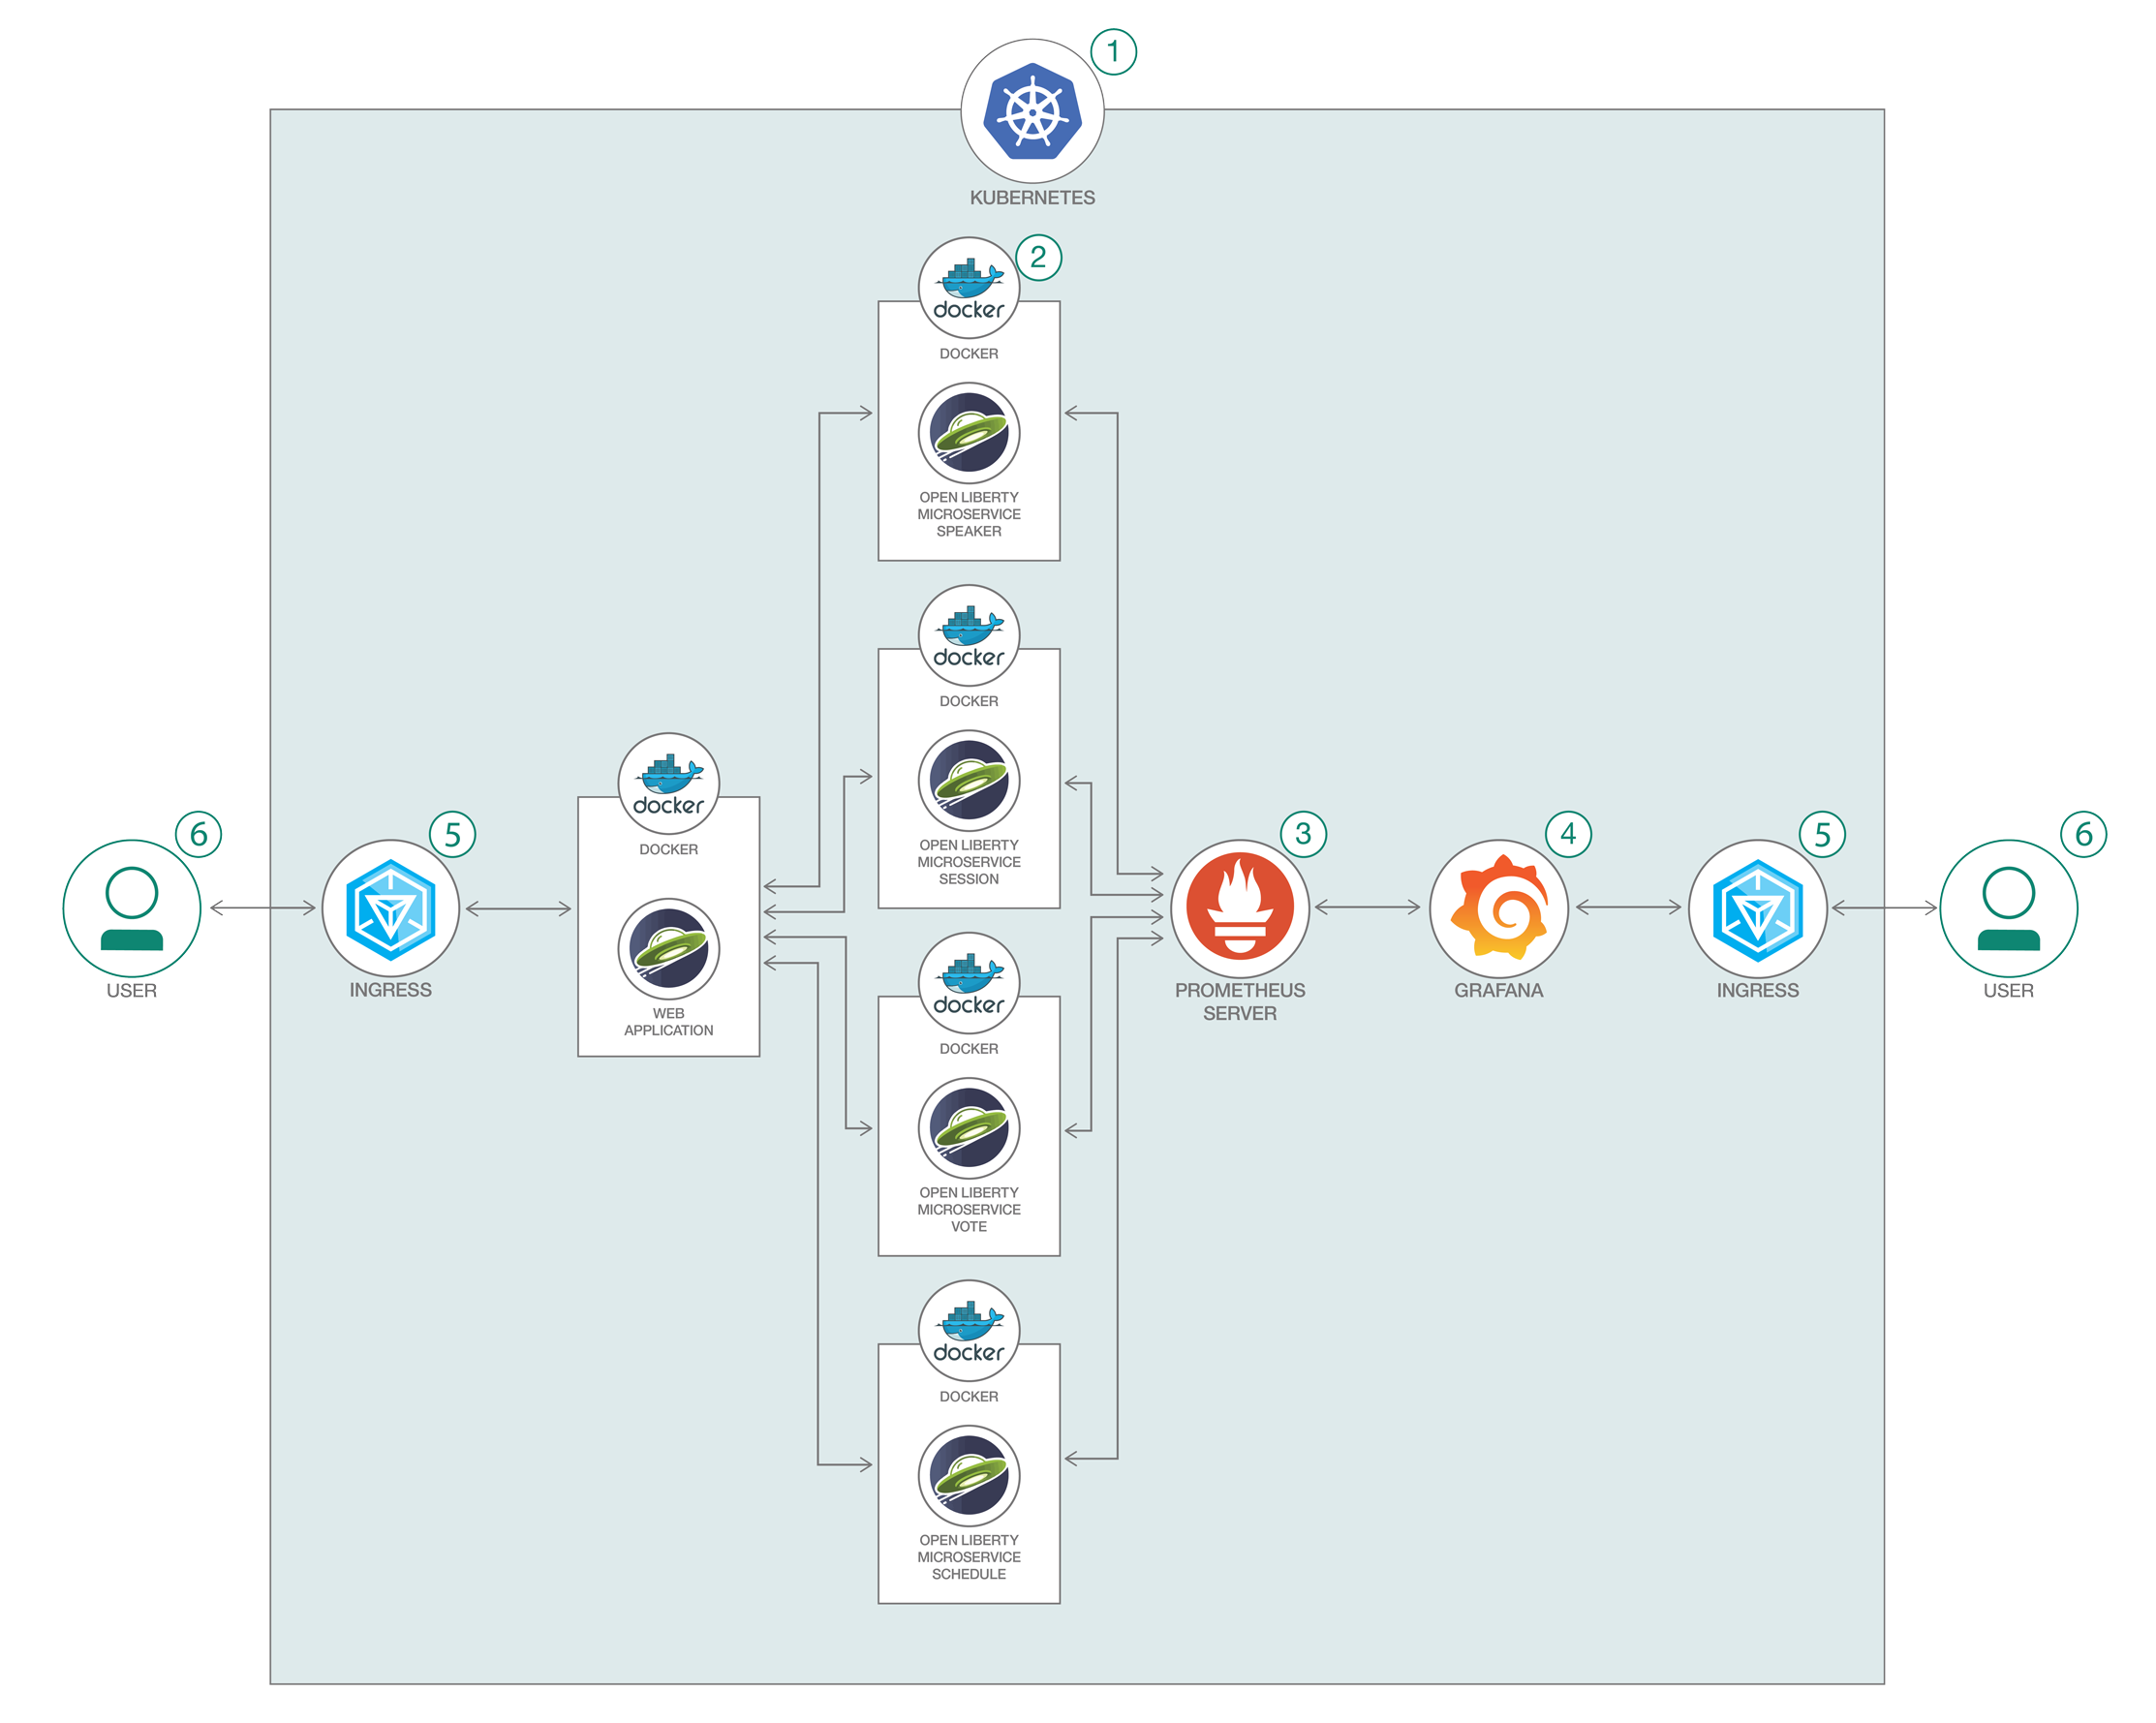 1
KUBERNETES
2
docker
DOCKER
OPEN LIBERTY
MICROSERVICE
SPEAKER
docker
DOCKER
OPEN LIBERTY
MICROSERVICE
SESSION
docker
DOCKER
WEB
APPLICATION
6
USER
5
INGRESS
3
PROMETHEUS
SERVER
4
GRAFANA
5
INGRESS
6
USER
docker
DOCKER
OPEN LIBERTY
MICROSERVICE
VOTE
docker
DOCKER
OPEN LIBERTY
MICROSERVICE
SCHEDULE